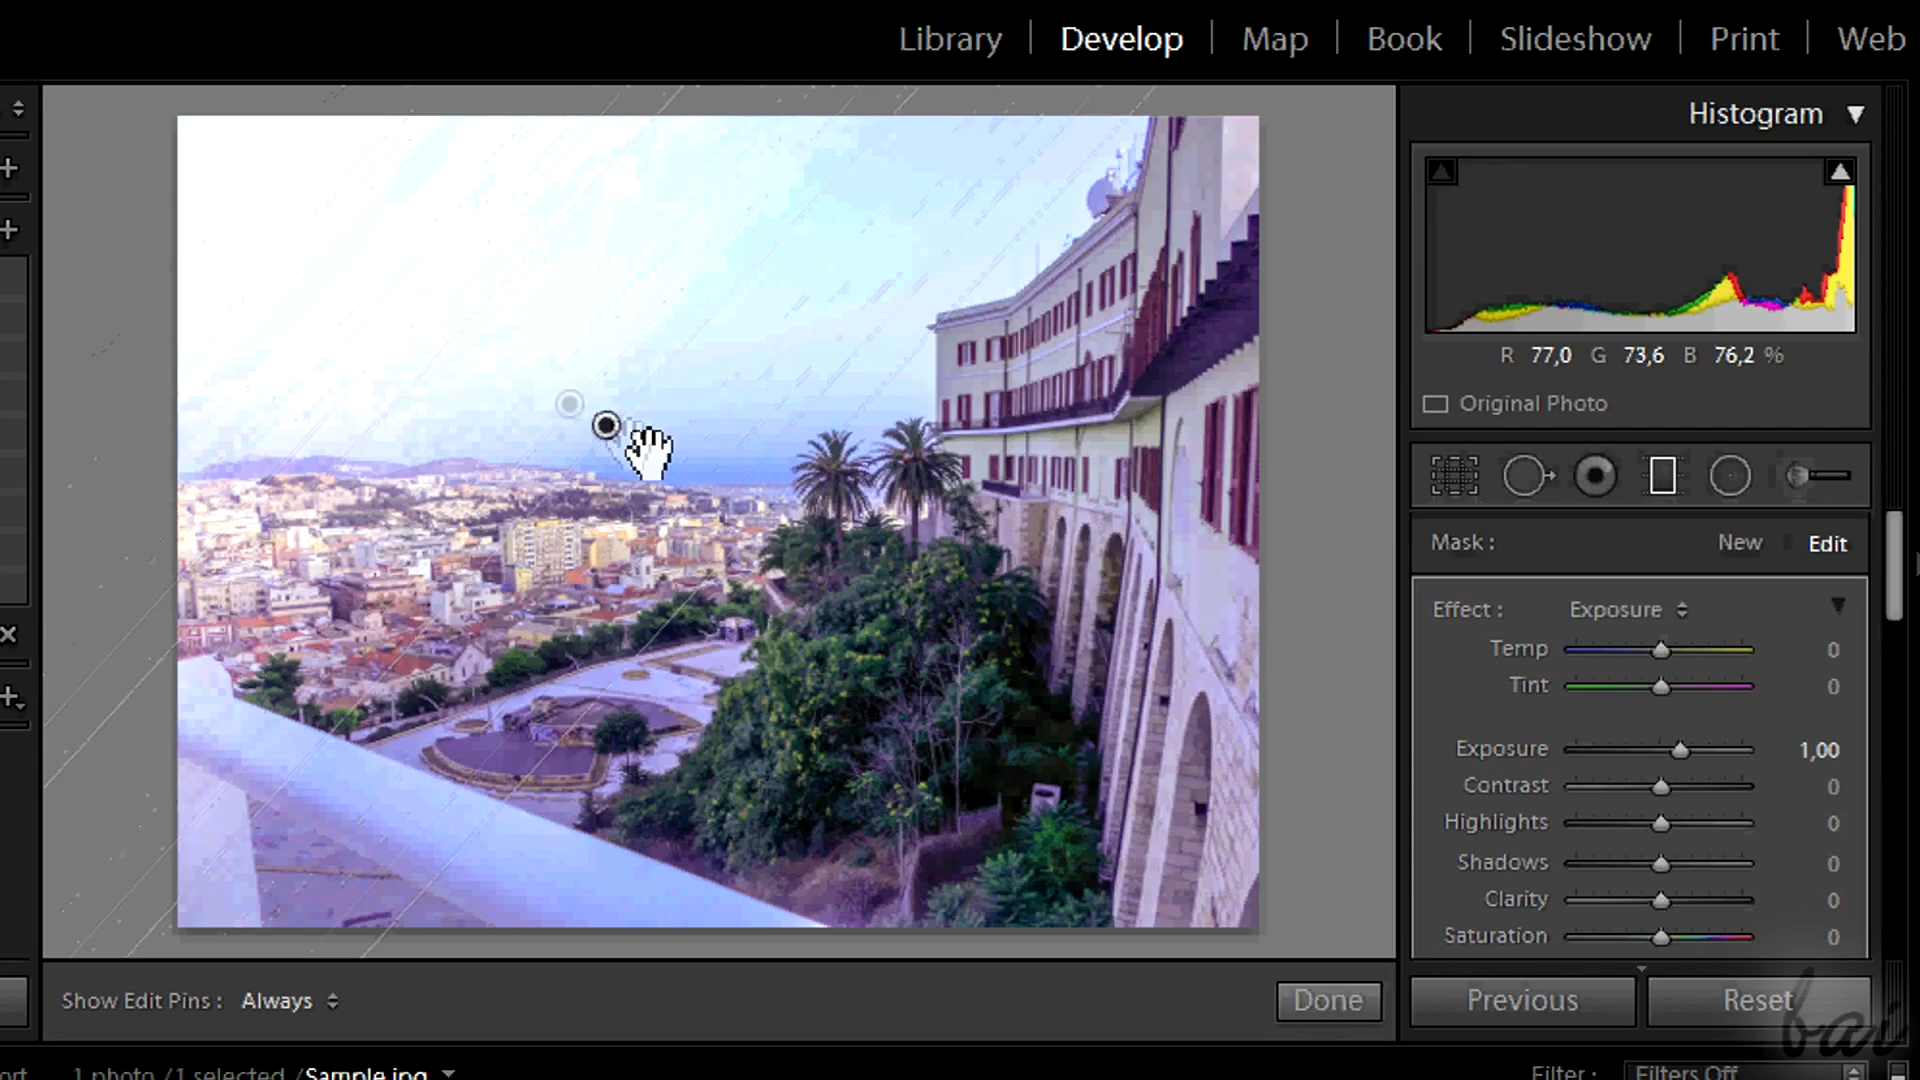 Library | Develop | Map | Book | Slideshow | Print | Web
Histogram
R 77,0 G 73,6 B 76,2 %
Original Photo
Mask : New Edit
Effect : Exposure
Temp 0
Tint 0
Exposure 1,00
Contrast 0
Highlights 0
Shadows 0
Clarity 0
Saturation 0
Show Edit Pins : Always
Done
Previous
Reset
bai
1 photo / 1 selected / Sample.jpg
Filter : Filters Off